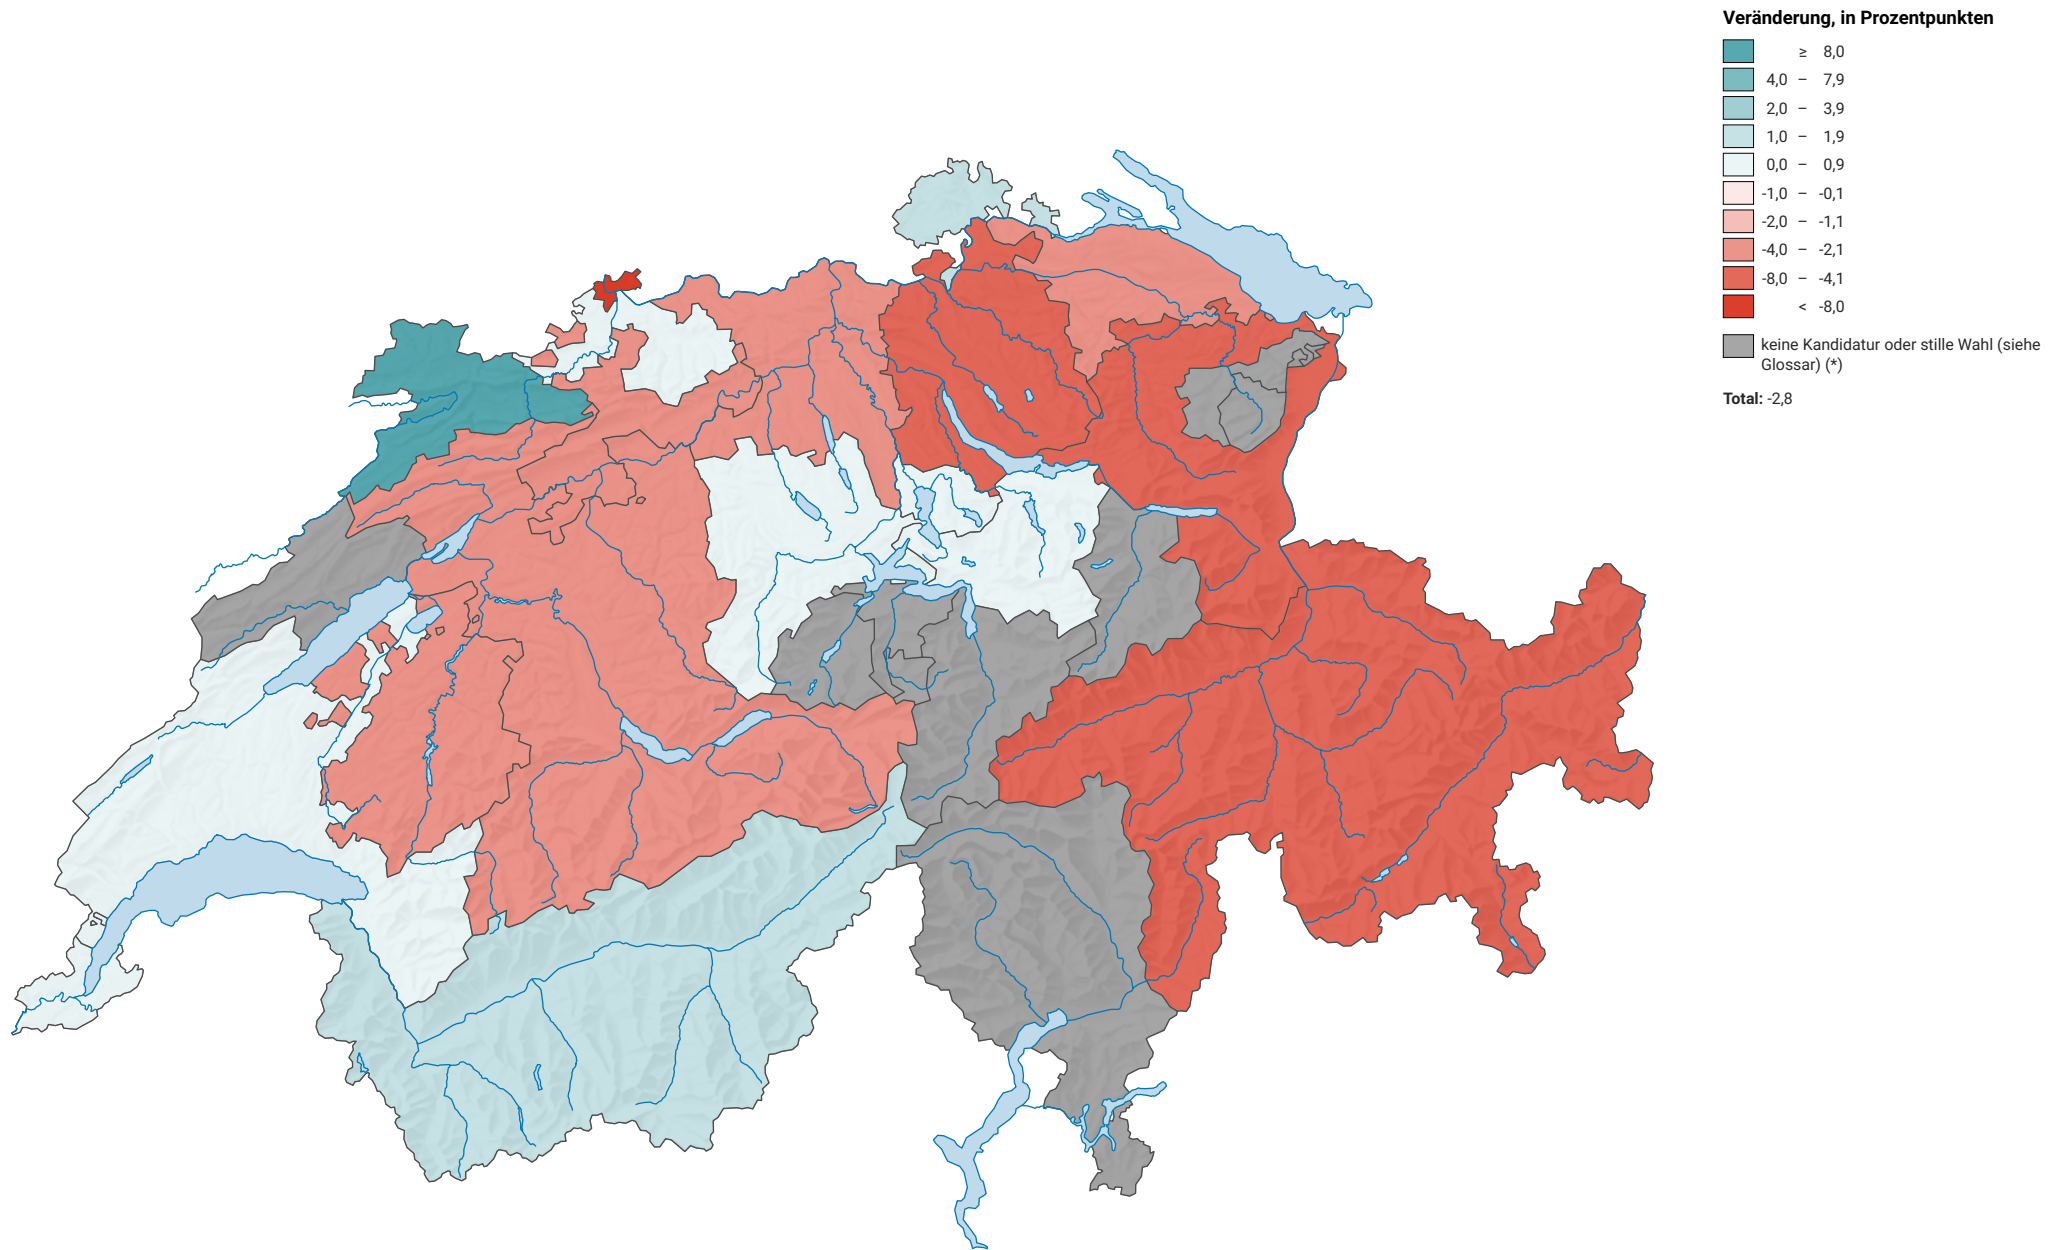 Veränderung, in Prozentpunkten
≥ 8,0
4,0 – 7,9
2,0 – 3,9
1,0 – 1,9
0,0 – 0,9
-1,0 – -0,1
-2,0 – -1,1
-4,0 – -2,1
-8,0 – -4,1
< -8,0
keine Kandidatur oder stille Wahl (siehe
Glossar) (*)
Total: -2,8